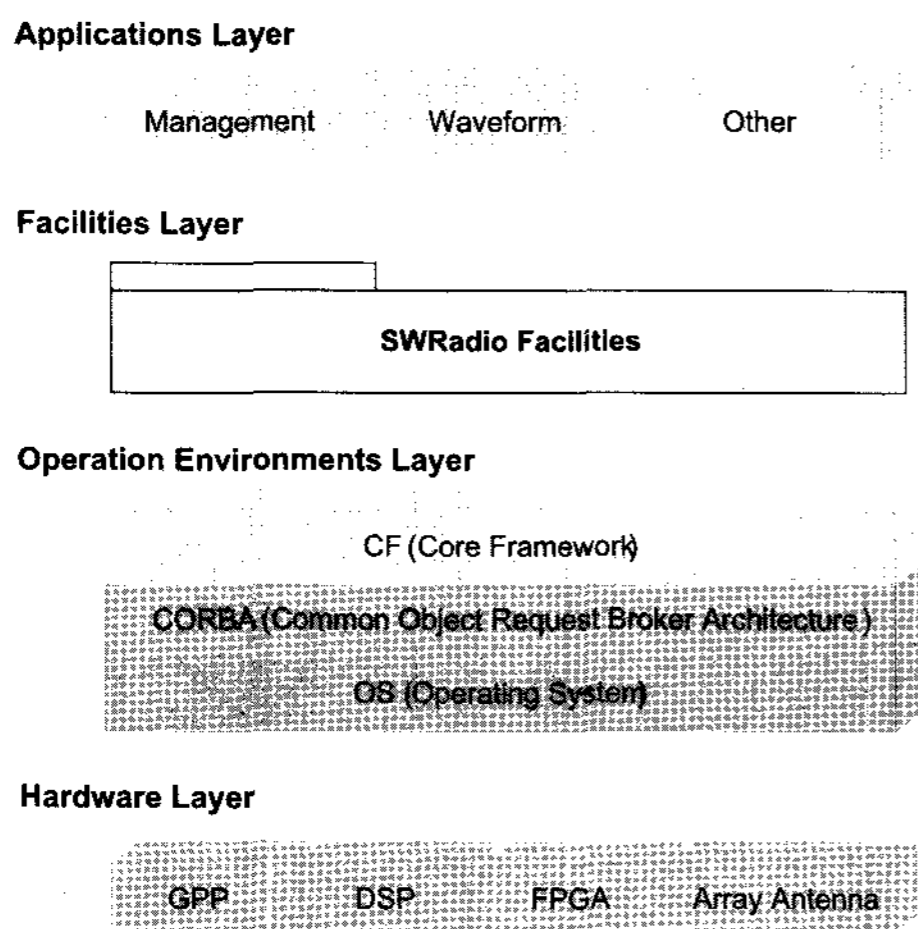 Applications Layer
Management Waveform Other
Facilities Layer
SWRadio Facilities
Operation Environments Layer
CF (Core Framework)
CORBA (Common Object Request Broker Architecture)
OS (Operating System)
Hardware Layer
GPP DSP FPGA Array Antenna